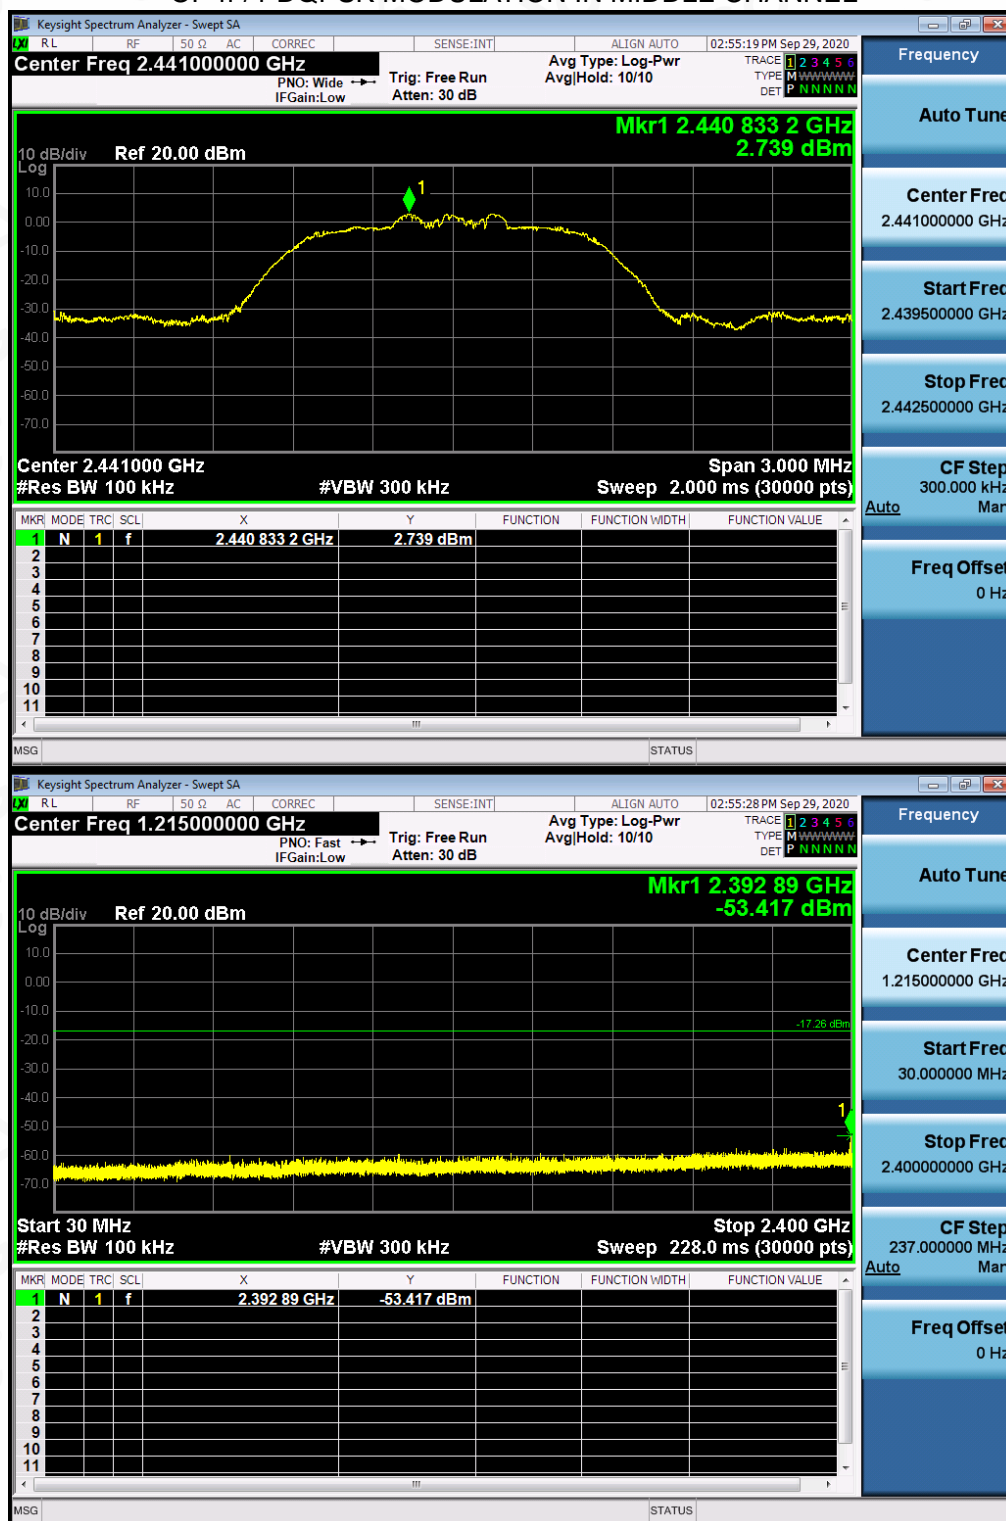 MODULATION IN MIDDLE CHANNEL
Keysight Spectrum Analyzer - Swept SA
LXI RL RF 50 Ω AC CORREC SENSE:INT ALIGN AUTO 02:55:19 PM Sep 29, 2020
Center Freq 2.441000000 GHz
PNO: Wide
IFGain:Low
Trig: Free Run
Atten: 30 dB
Avg Type: Log-Pwr
Avg|Hold: 10/10
TRACE 1 2 3 4 5 6
TYPE M WWWWW
DET P N N N N N
Mkr1 2.440 833 2 GHz
2.739 dBm
10 dB/div Ref 20.00 dBm
Log
1
10.0
0.00
-10.0
-20.0
-30.0
-40.0
-50.0
-60.0
-70.0
Center 2.441000 GHz Span 3.000 MHz
#Res BW 100 kHz #VBW 300 kHz Sweep 2.000 ms (30000 pts)
MKR MODE TRC SCL X Y FUNCTION FUNCTION WIDTH FUNCTION VALUE
1 N 1 f 2.440 833 2 GHz 2.739 dBm
2
3
4
5
6
7
8
9
10
11
MSG STATUS
Frequency
Auto Tune
Center Freq
2.441000000 GHz
Start Freq
2.439500000 GHz
Stop Freq
2.442500000 GHz
CF Step
300.000 kHz
Auto Man
Freq Offset
0 Hz
Keysight Spectrum Analyzer - Swept SA
LXI RL RF 50 Ω AC CORREC SENSE:INT ALIGN AUTO 02:55:28 PM Sep 29, 2020
Center Freq 1.215000000 GHz
PNO: Fast
IFGain:Low
Trig: Free Run
Atten: 30 dB
Avg Type: Log-Pwr
Avg|Hold: 10/10
TRACE 1 2 3 4 5 6
TYPE M WWWWW
DET P N N N N N
Mkr1 2.392 89 GHz
-53.417 dBm
10 dB/div Ref 20.00 dBm
Log
10.0
0.00
-10.0
-17.26 dBm
-20.0
-30.0
-40.0
1
-50.0
-60.0
-70.0
Start 30 MHz Stop 2.400 GHz
#Res BW 100 kHz #VBW 300 kHz Sweep 228.0 ms (30000 pts)
MKR MODE TRC SCL X Y FUNCTION FUNCTION WIDTH FUNCTION VALUE
1 N 1 f 2.392 89 GHz -53.417 dBm
2
3
4
5
6
7
8
9
10
11
MSG STATUS
Frequency
Auto Tune
Center Freq
1.215000000 GHz
Start Freq
30.000000 MHz
Stop Freq
2.400000000 GHz
CF Step
237.000000 MHz
Auto Man
Freq Offset
0 Hz